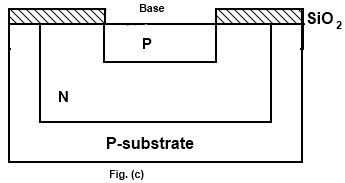 Base
SiO2
P
N
P-substrate
Fig. (c)